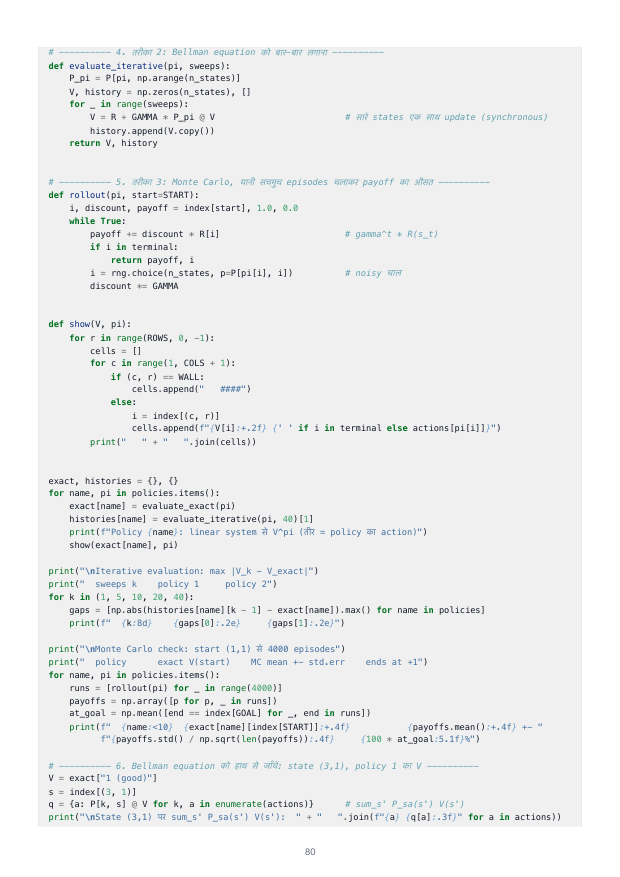 # ---------- 4. तरीका 2: Bellman equation को बार-बार लगाना ----------
def evaluate_iterative(pi, sweeps):
    P_pi = P[pi, np.arange(n_states)]
    V, history = np.zeros(n_states), []
    for _ in range(sweeps):
        V = R + GAMMA * P_pi @ V                         # सारे states एक साथ update (synchronous)
        history.append(V.copy())
    return V, history
# ---------- 5. तरीका 3: Monte Carlo, यानी सचमुच episodes चलाकर payoff का औसत ----------
def rollout(pi, start=START):
    i, discount, payoff = index[start], 1.0, 0.0
    while True:
        payoff += discount * R[i]                        # gamma^t * R(s_t)
        if i in terminal:
            return payoff, i
        i = rng.choice(n_states, p=P[pi[i], i])          # noisy चाल
        discount *= GAMMA
def show(V, pi):
    for r in range(ROWS, 0, -1):
        cells = []
        for c in range(1, COLS + 1):
            if (c, r) == WALL:
                cells.append("   ####")
            else:
                i = index[(c, r)]
                cells.append(f"{V[i]:+.2f} {' ' if i in terminal else actions[pi[i]]}")
        print("   " + "   ".join(cells))
exact, histories = {}, {}
for name, pi in policies.items():
    exact[name] = evaluate_exact(pi)
    histories[name] = evaluate_iterative(pi, 40)[1]
    print(f"Policy {name}: linear system से V^pi (तीर = policy का action)")
    show(exact[name], pi)
print("\nIterative evaluation: max |V_k - V_exact|")
print("  sweeps k    policy 1     policy 2")
for k in (1, 5, 10, 20, 40):
    gaps = [np.abs(histories[name][k - 1] - exact[name]).max() for name in policies]
    print(f"  {k:8d}    {gaps[0]:.2e}     {gaps[1]:.2e}")
print("\nMonte Carlo check: start (1,1) से 4000 episodes")
print("  policy      exact V(start)    MC mean +- std.err    ends at +1")
for name, pi in policies.items():
    runs = [rollout(pi) for _ in range(4000)]
    payoffs = np.array([p for p, _ in runs])
    at_goal = np.mean([end == index[GOAL] for _, end in runs])
    print(f"  {name:<10}  {exact[name][index[START]]:+.4f}           {payoffs.mean():+.4f} +- "
          f"{payoffs.std() / np.sqrt(len(payoffs)):.4f}     {100 * at_goal:5.1f}%")
# ---------- 6. Bellman equation को हाथ से जाँचें: state (3,1), policy 1 का V ----------
V = exact["1 (good)"]
s = index[(3, 1)]
q = {a: P[k, s] @ V for k, a in enumerate(actions)}      # sum_s' P_sa(s') V(s')
print("\nState (3,1) पर sum_s' P_sa(s') V(s'):  " + "   ".join(f"{a} {q[a]:.3f}" for a in actions))
80